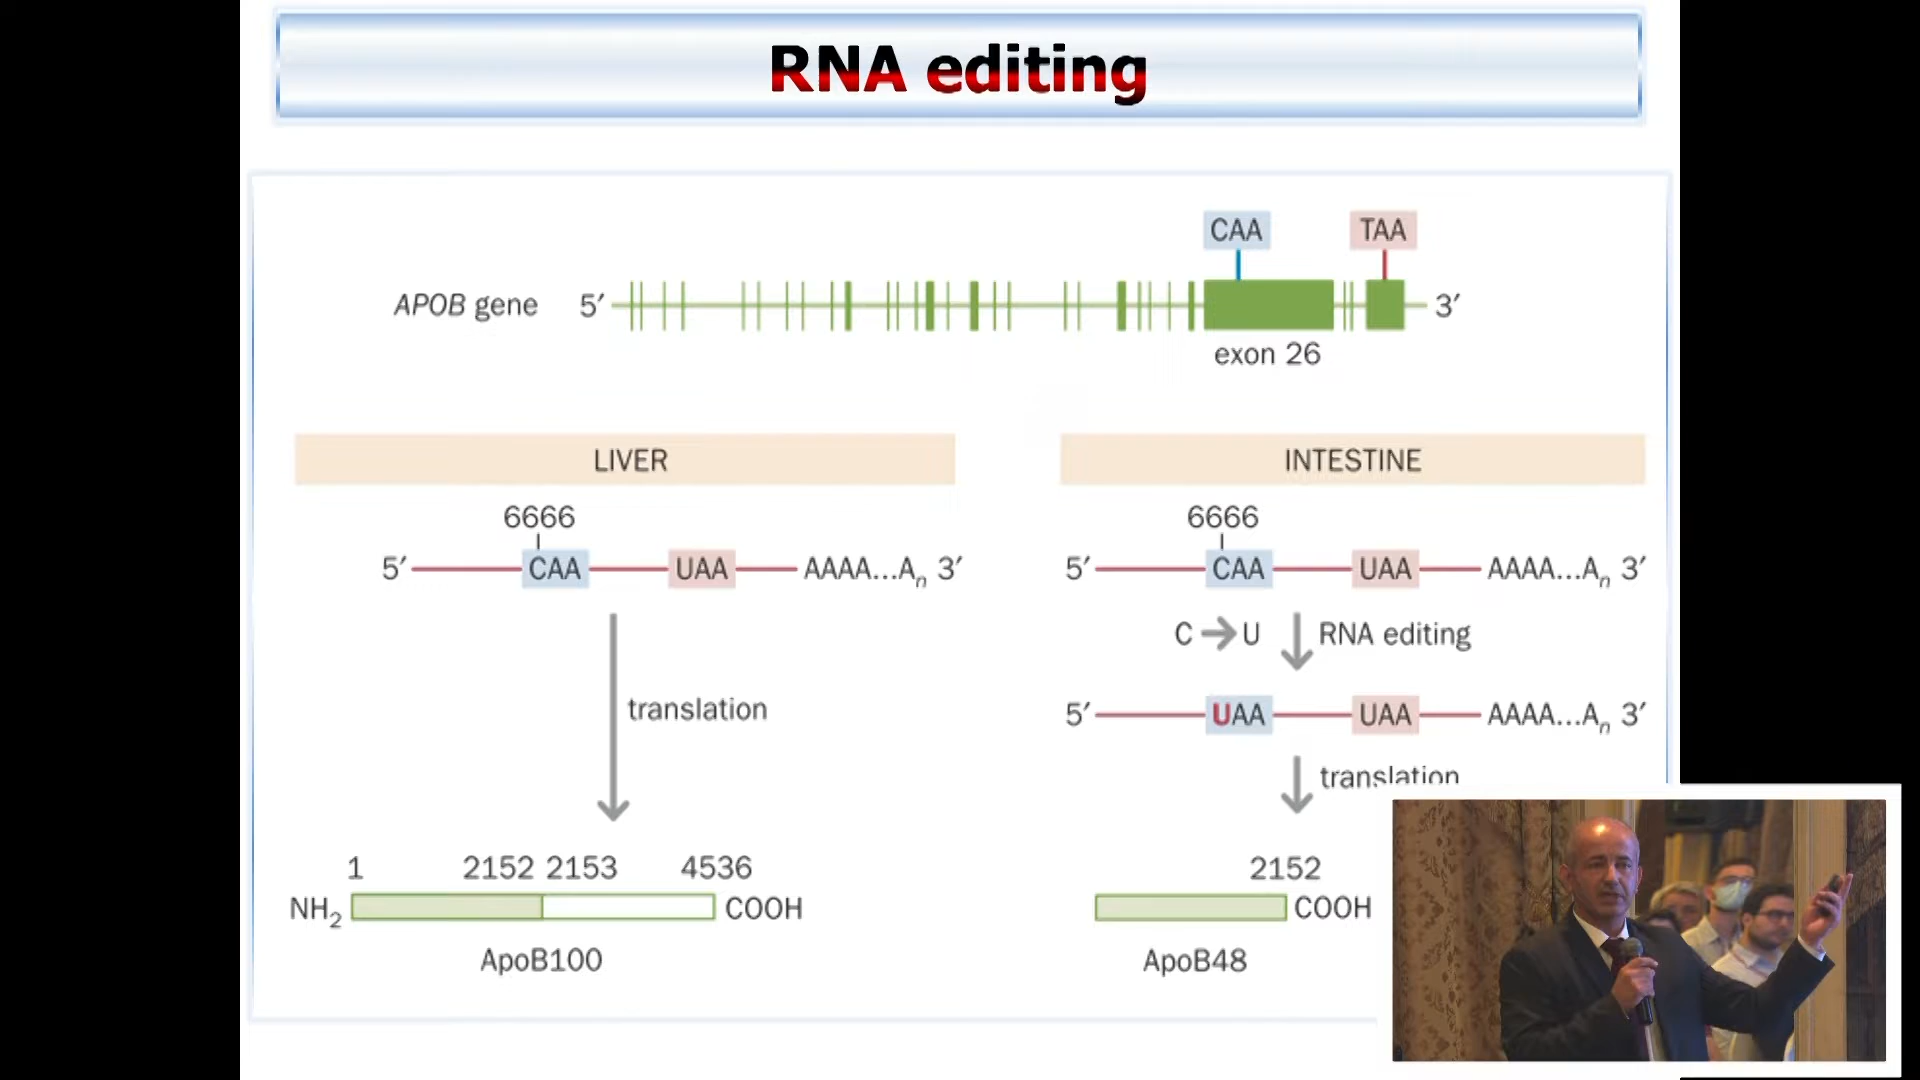 RNA editing
CAA TAA
APOB gene 5′ 3′
exon 26
LIVER
6666
5′ CAA UAA AAAA...Aₙ 3′
translation
1 2152 2153 4536
NH₂ COOH
ApoB100
INTESTINE
6666
5′ CAA UAA AAAA...Aₙ 3′
C → U RNA editing
5′ UAA UAA AAAA...Aₙ 3′
translation
2152
COOH
ApoB48